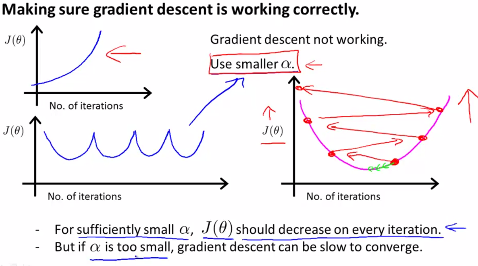 Making sure gradient descent is working correctly.
J(θ)
Gradient descent not working.
Use smaller α.
No. of iterations
J(θ)
J(θ)
No. of iterations
No. of iterations
- For sufficiently small α, J(θ) should decrease on every iteration.
- But if α is too small, gradient descent can be slow to converge.